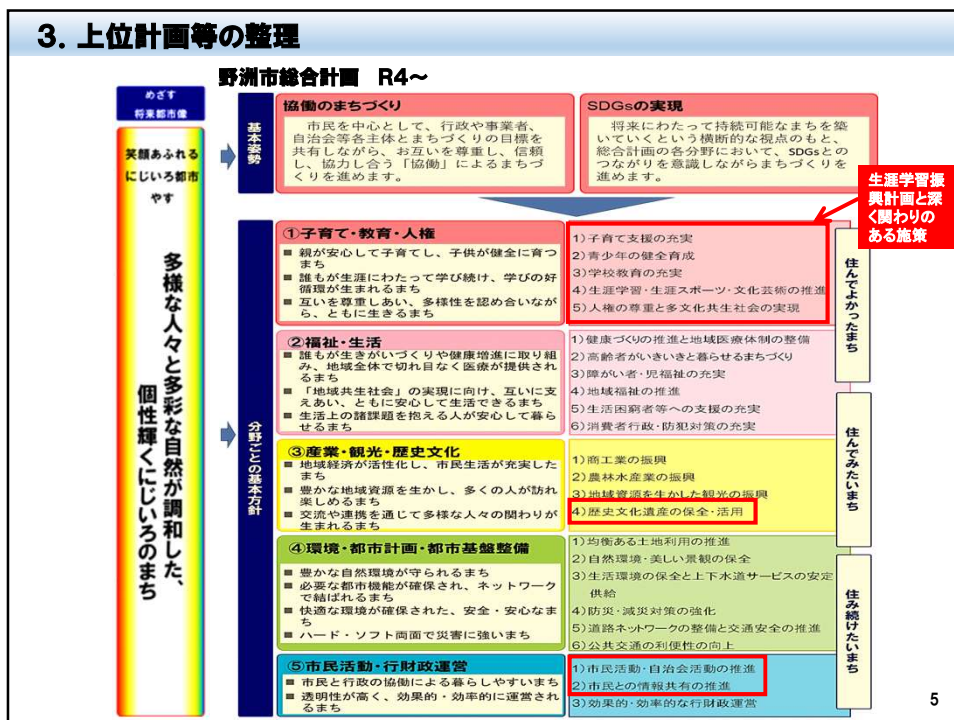 3．上位計画等の整理
野洲市総合計画　R4～
めざす
将来都市像
笑顔あふれる
にじいろ都市
やす
多様な人々と多彩な自然が調和した、
個性輝くにじいろのまち
基本姿勢
協働のまちづくり
市民を中心として、行政や事業者、
自治会等各主体とまちづくりの目標を
共有しながら、お互いを尊重し、信頼
し、協力し合う「協働」によるまちづ
くりを進めます。
SDGsの実現
将来にわたって持続可能なまちを築
いていくという横断的な視点のもと、
総合計画の各分野において、SDGsとの
つながりを意識しながらまちづくりを
進めます。
生涯学習振
興計画と深
く関わりの
ある施策
分野ごとの基本方針
①子育て・教育・人権
■ 親が安心して子育てし、子供が健全に育つ
まち
■ 誰もが生涯にわたって学び続け、学びの好
循環が生まれるまち
■ 互いを尊重しあい、多様性を認め合いなが
ら、ともに生きるまち
1)子育て支援の充実
2)青少年の健全育成
3)学校教育の充実
4)生涯学習・生涯スポーツ・文化芸術の推進
5)人権の尊重と多文化共生社会の実現
②福祉・生活
■ 誰もが生きがいづくりや健康増進に取り組
み、地域全体で切れ目なく医療が提供され
るまち
■ 「地域共生社会」の実現に向け、互いに支
えあい、ともに安心して生活できるまち
■ 生活上の諸課題を抱える人が安心して暮ら
せるまち
1)健康づくりの推進と地域医療体制の整備
2)高齢者がいきいきと暮らせるまちづくり
3)障がい者・児福祉の充実
4)地域福祉の推進
5)生活困窮者等への支援の充実
6)消費者行政・防犯対策の充実
③産業・観光・歴史文化
■ 地域経済が活性化し、市民生活が充実した
まち
■ 豊かな地域資源を生かし、多くの人が訪れ
楽しめるまち
■ 交流や連携を通じて多様な人々の関わりが
生まれるまち
1)商工業の振興
2)農林水産業の振興
3)地域資源を生かした観光の振興
4)歴史文化遺産の保全・活用
④環境・都市計画・都市基盤整備
■ 豊かな自然環境が守られるまち
■ 必要な都市機能が確保され、ネットワーク
で結ばれるまち
■ 快適な環境が確保された、安全・安心なま
ち
■ ハード・ソフト両面で災害に強いまち
1)均衡ある土地利用の推進
2)自然環境・美しい景観の保全
3)生活環境の保全と上下水道サービスの安定
供給
4)防災・減災対策の強化
5)道路ネットワークの整備と交通安全の推進
6)公共交通の利便性の向上
⑤市民活動・行財政運営
■ 市民と行政の協働による暮らしやすいまち
■ 透明性が高く、効果的・効率的に運営され
るまち
1)市民活動・自治会活動の推進
2)市民との情報共有の推進
3)効果的・効率的な行財政運営
住んでよかったまち
住んでみたいまち
住み続けたいまち
5